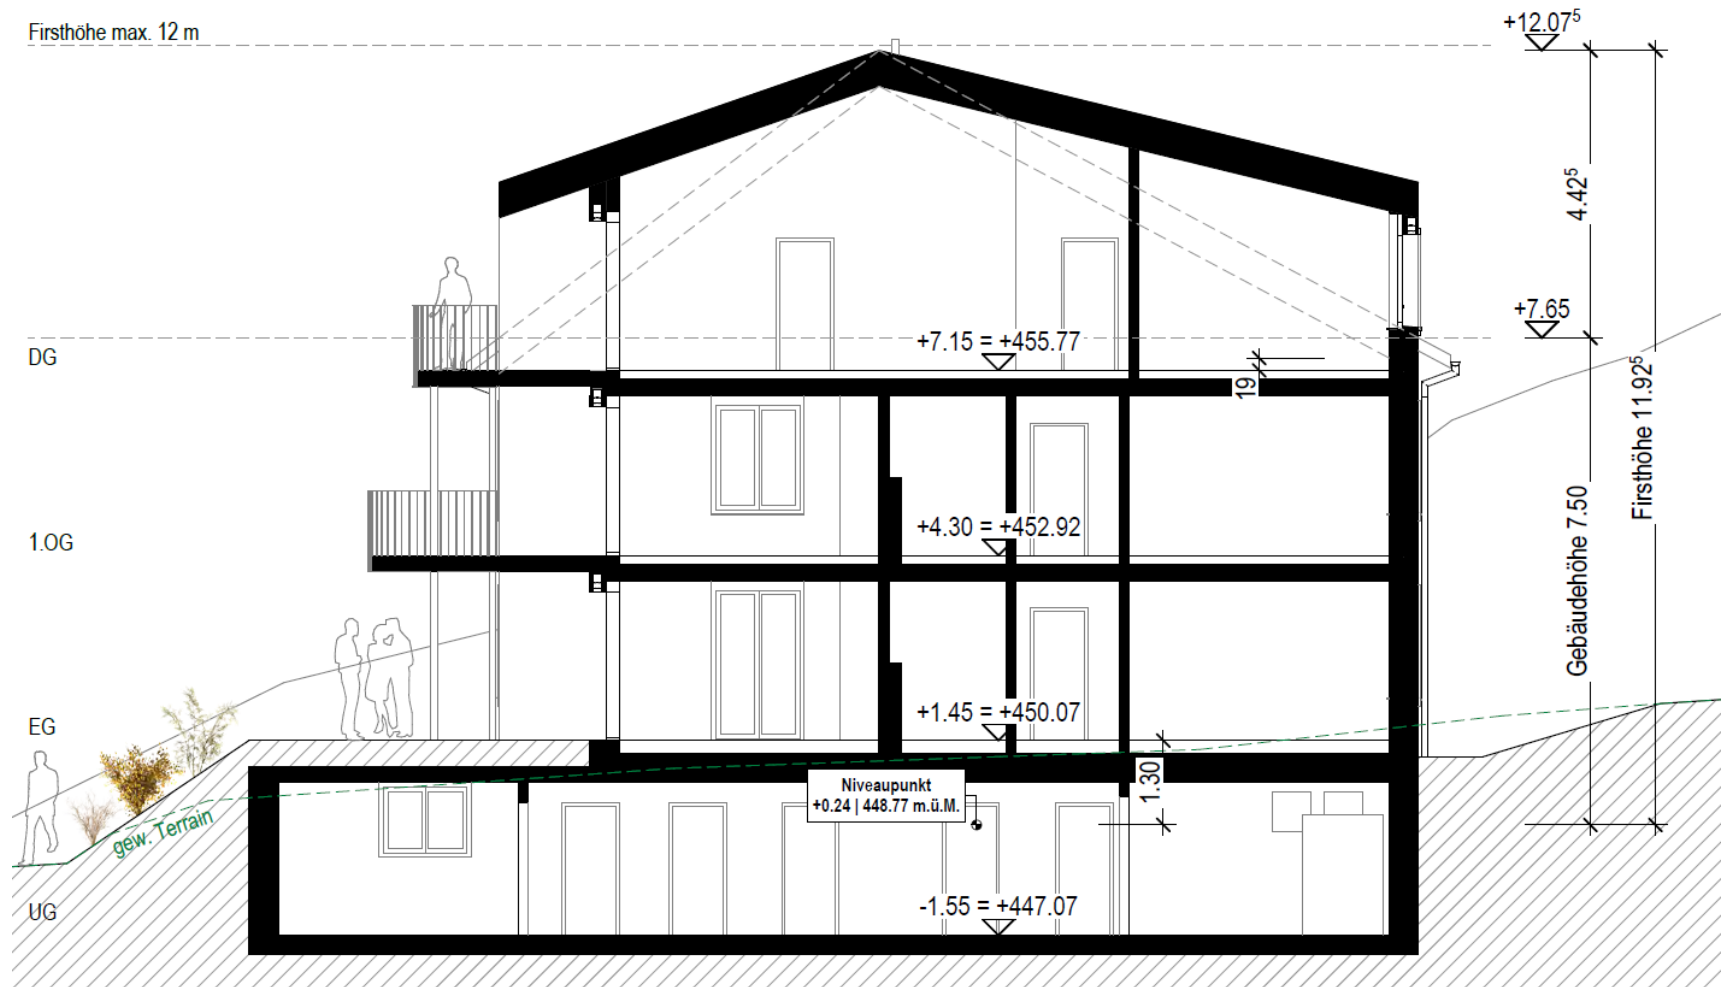 Firsthöhe max. 12 m
+12.07⁵
4.42⁵
+7.65
DG
+7.15 = +455.77
19
Firsthöhe 11.92⁵
1.OG
+4.30 = +452.92
Gebäudehöhe 7.50
EG
+1.45 = +450.07
1.30
Niveaupunkt
+0.24 | 448.77 m.ü.M.
gew. Terrain
UG
-1.55 = +447.07